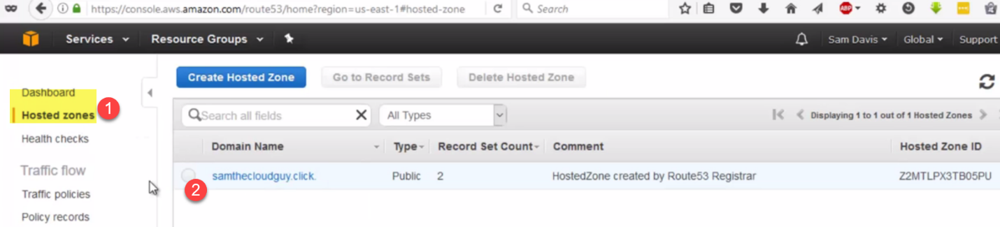 https://console.aws.amazon.com/route53/home?region=us-east-1#hosted-zone
Search
ABP
Services
Resource Groups
Sam Davis
Global
Support
Dashboard
Hosted zones
1
Health checks
Traffic flow
Traffic policies
Policy records
Create Hosted Zone
Go to Record Sets
Delete Hosted Zone
Search all fields
All Types
Displaying 1 to 1 out of 1 Hosted Zones
Domain Name Type Record Set Count Comment Hosted Zone ID
samthecloudguy.click. Public 2 HostedZone created by Route53 Registrar Z2MTLPX3TB05PU
2